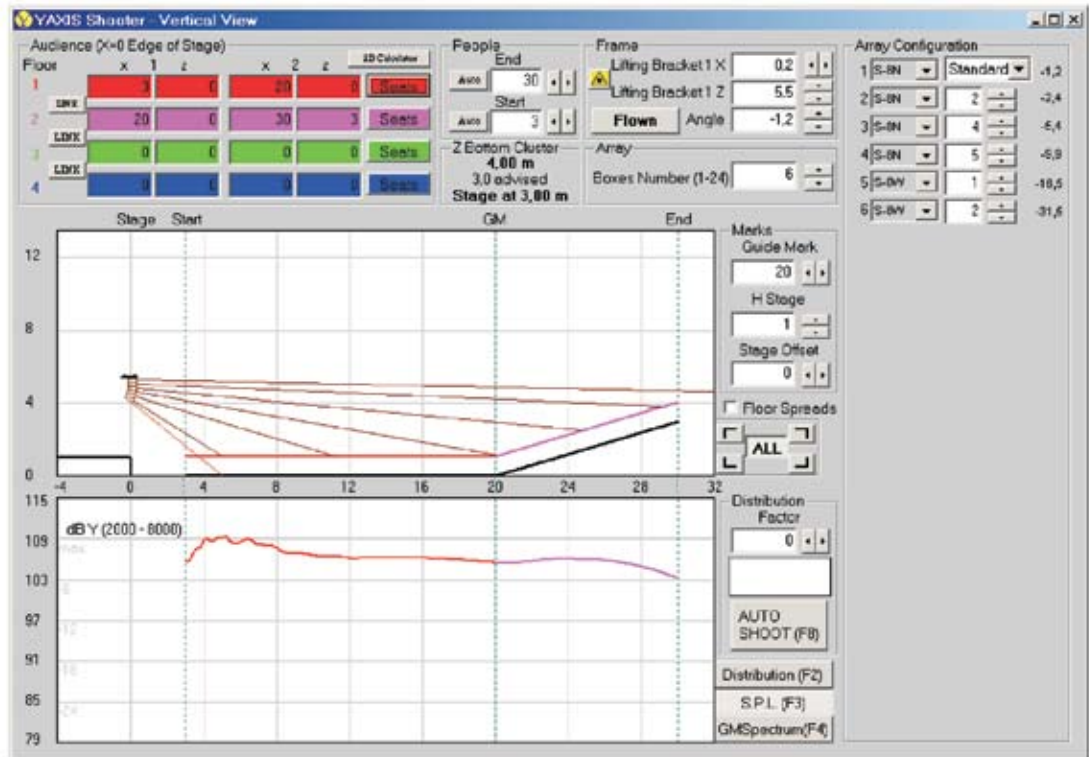 YAXIS Shooter - Vertical View
Audience (X=0 Edge of Stage)
2D Calculator
Floor x 1 z x 2 z
1 3 0 20 0 Seats
LINK
2 20 0 30 3 Seats
LINK
3 0 0 0 0 Seats
LINK
4 0 0 0 0 Seats
People
End
Auto 30
Start
Auto 3
Z Bottom Cluster
4,00 m
3,0 advised
Stage at 3,00 m
Frame
Lifting Bracket 1 X 0,2
Lifting Bracket 1 Z 5,5
Flown Angle -1,2
Array
Boxes Number (1-24) 6
Array Configuration
1 S-8N Standard -1,2
2 S-8N 2 -2,4
3 S-8N 4
4 S-8N 5
5 S-8W 1
6 S-8W 2
Stage Start GM End
12
8
4
0
-4 0 4 8 12 16 20 24 28 32
Marks
Guide Mark
20
H Stage
1
Stage Offset
0
Floor Spreads
ALL
115
109
103
97
91
85
79
dB Y (2000 - 8000)
max
-6
-12
-18
-24
Distribution
Factor
0
AUTO
SHOOT (F8)
Distribution (F2)
S.P.L. (F3)
GMSpectrum(F4)